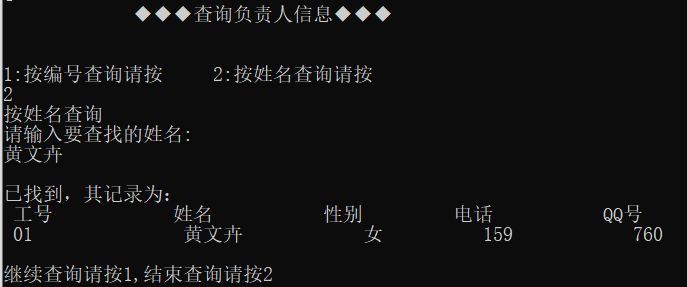 ◆◆◆查询负责人信息◆◆◆
1:按编号查询请按 2:按姓名查询请按
2
按姓名查询
请输入要查找的姓名:
黄文卉
已找到，其记录为:
工号 姓名 性别 电话 QQ号
01 黄文卉 女 159 760
继续查询请按1,结束查询请按2